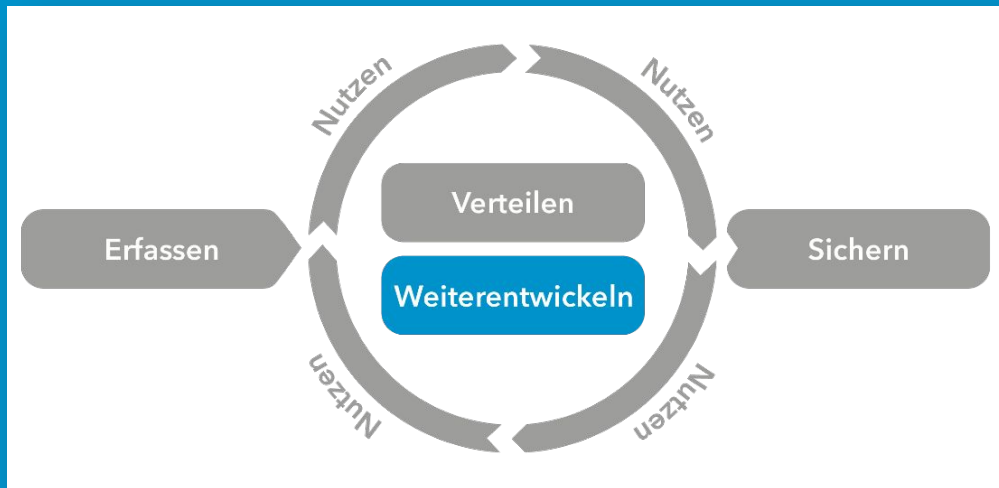 Nutzen
Nutzen
Verteilen
Erfassen
Sichern
Weiterentwickeln
Nutzen
Nutzen